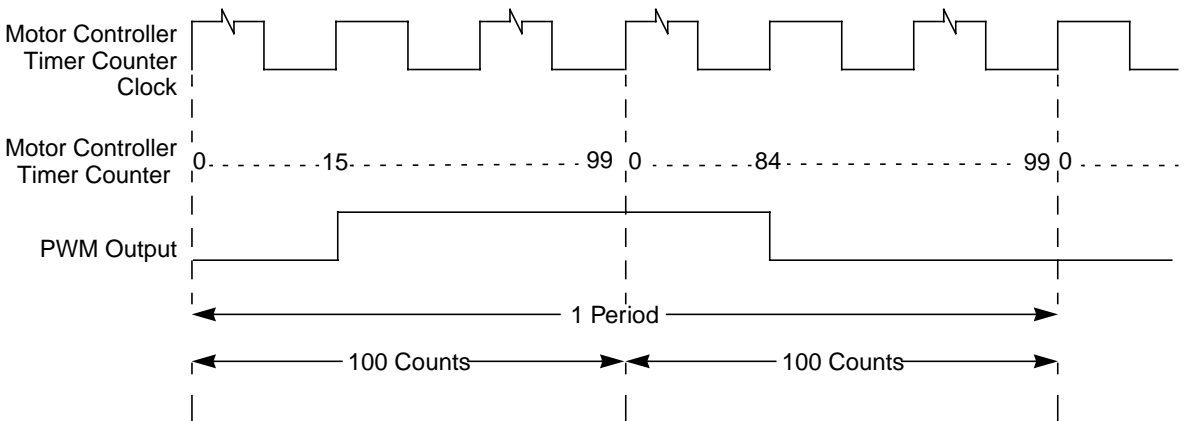 Motor Controller
Timer Counter
Clock
Motor Controller
Timer Counter
0 15 99 0 84 99 0
PWM Output
1 Period
100 Counts 100 Counts